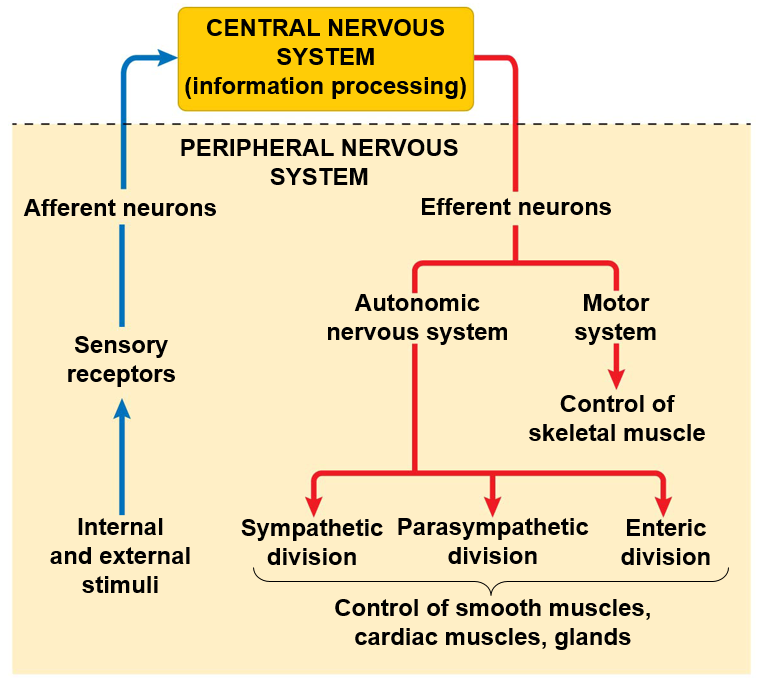 CENTRAL NERVOUS
SYSTEM
(information processing)
PERIPHERAL NERVOUS
SYSTEM
Afferent neurons
Efferent neurons
Autonomic
nervous system
Motor
system
Sensory
receptors
Control of
skeletal muscle
Internal
and external
stimuli
Sympathetic
division
Parasympathetic
division
Enteric
division
Control of smooth muscles,
cardiac muscles, glands